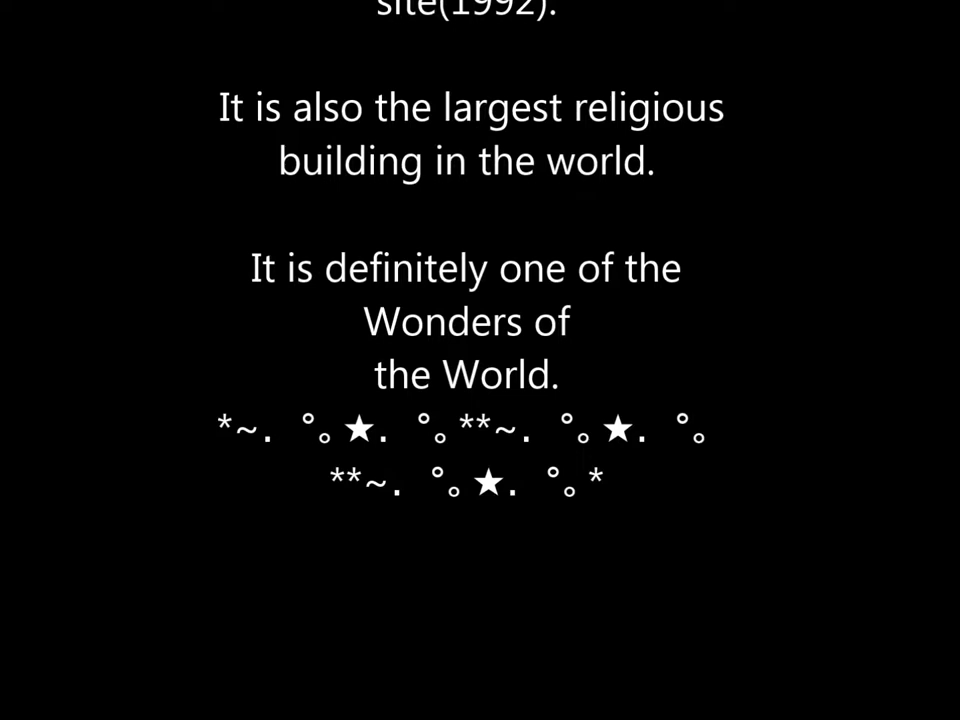 site(1992).
It is also the largest religious
building in the world.
It is definitely one of the
Wonders of
the World.
*~. °。★. °。**~. °。★. °。
**~. °。★. °。*